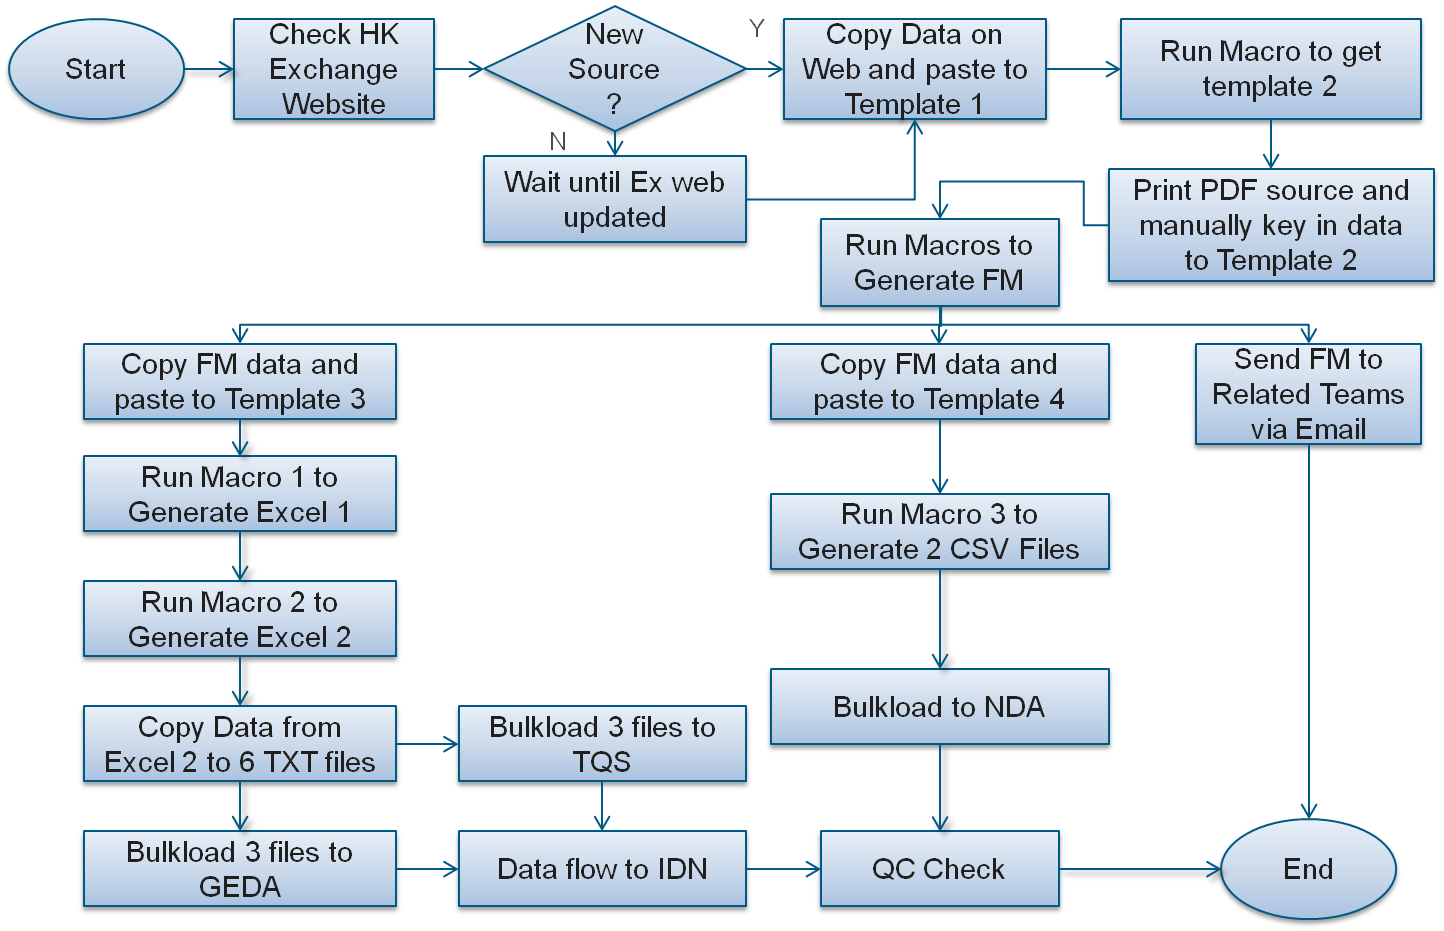 Start
Check HK
Exchange
Website
New
Source
?
Y
N
Copy Data on
Web and paste to
Template 1
Run Macro to get
template 2
Wait until Ex web
updated
Print PDF source and
manually key in data
to Template 2
Run Macros to
Generate FM
Copy FM data and
paste to Template 3
Copy FM data and
paste to Template 4
Send FM to
Related Teams
via Email
Run Macro 1 to
Generate Excel 1
Run Macro 3 to
Generate 2 CSV Files
Run Macro 2 to
Generate Excel 2
Copy Data from
Excel 2 to 6 TXT files
Bulkload 3 files to
TQS
Bulkload to NDA
Bulkload 3 files to
GEDA
Data flow to IDN
QC Check
End